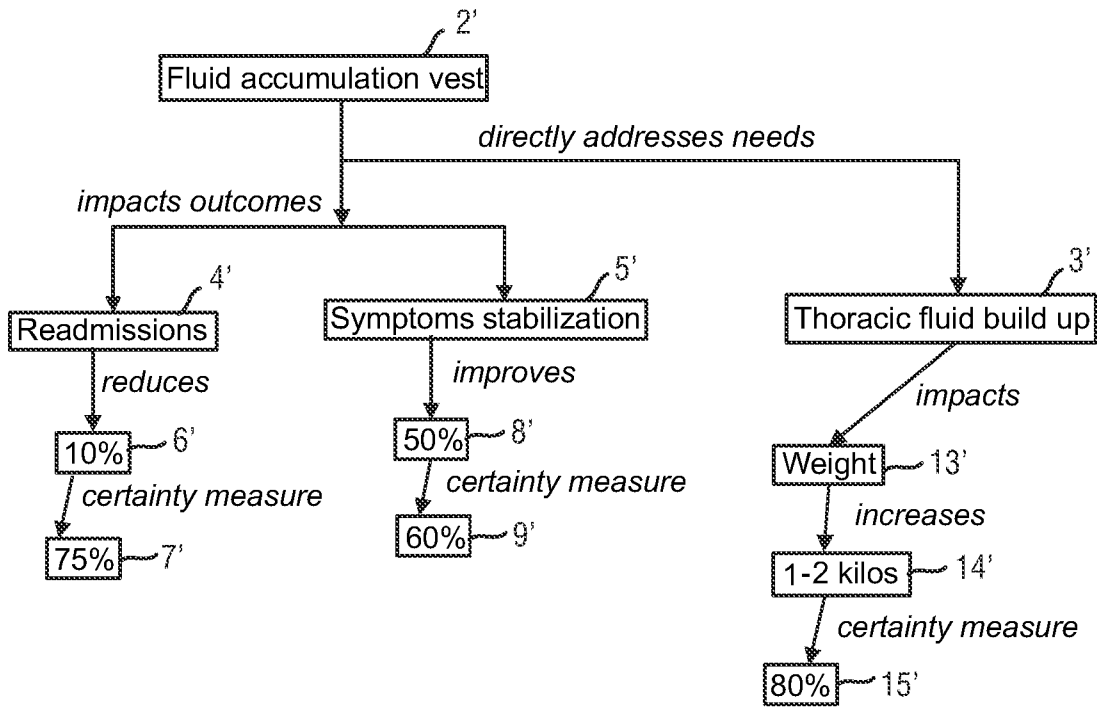 2’
Fluid accumulation vest
directly addresses needs
impacts outcomes
4’
5’
3’
Readmissions
Symptoms stabilization
Thoracic fluid build up
reduces
improves
impacts
10%
6’
50%
8’
Weight
13’
certainty measure
certainty measure
increases
75%
7’
60%
9’
1-2 kilos
14’
certainty measure
80%
15’